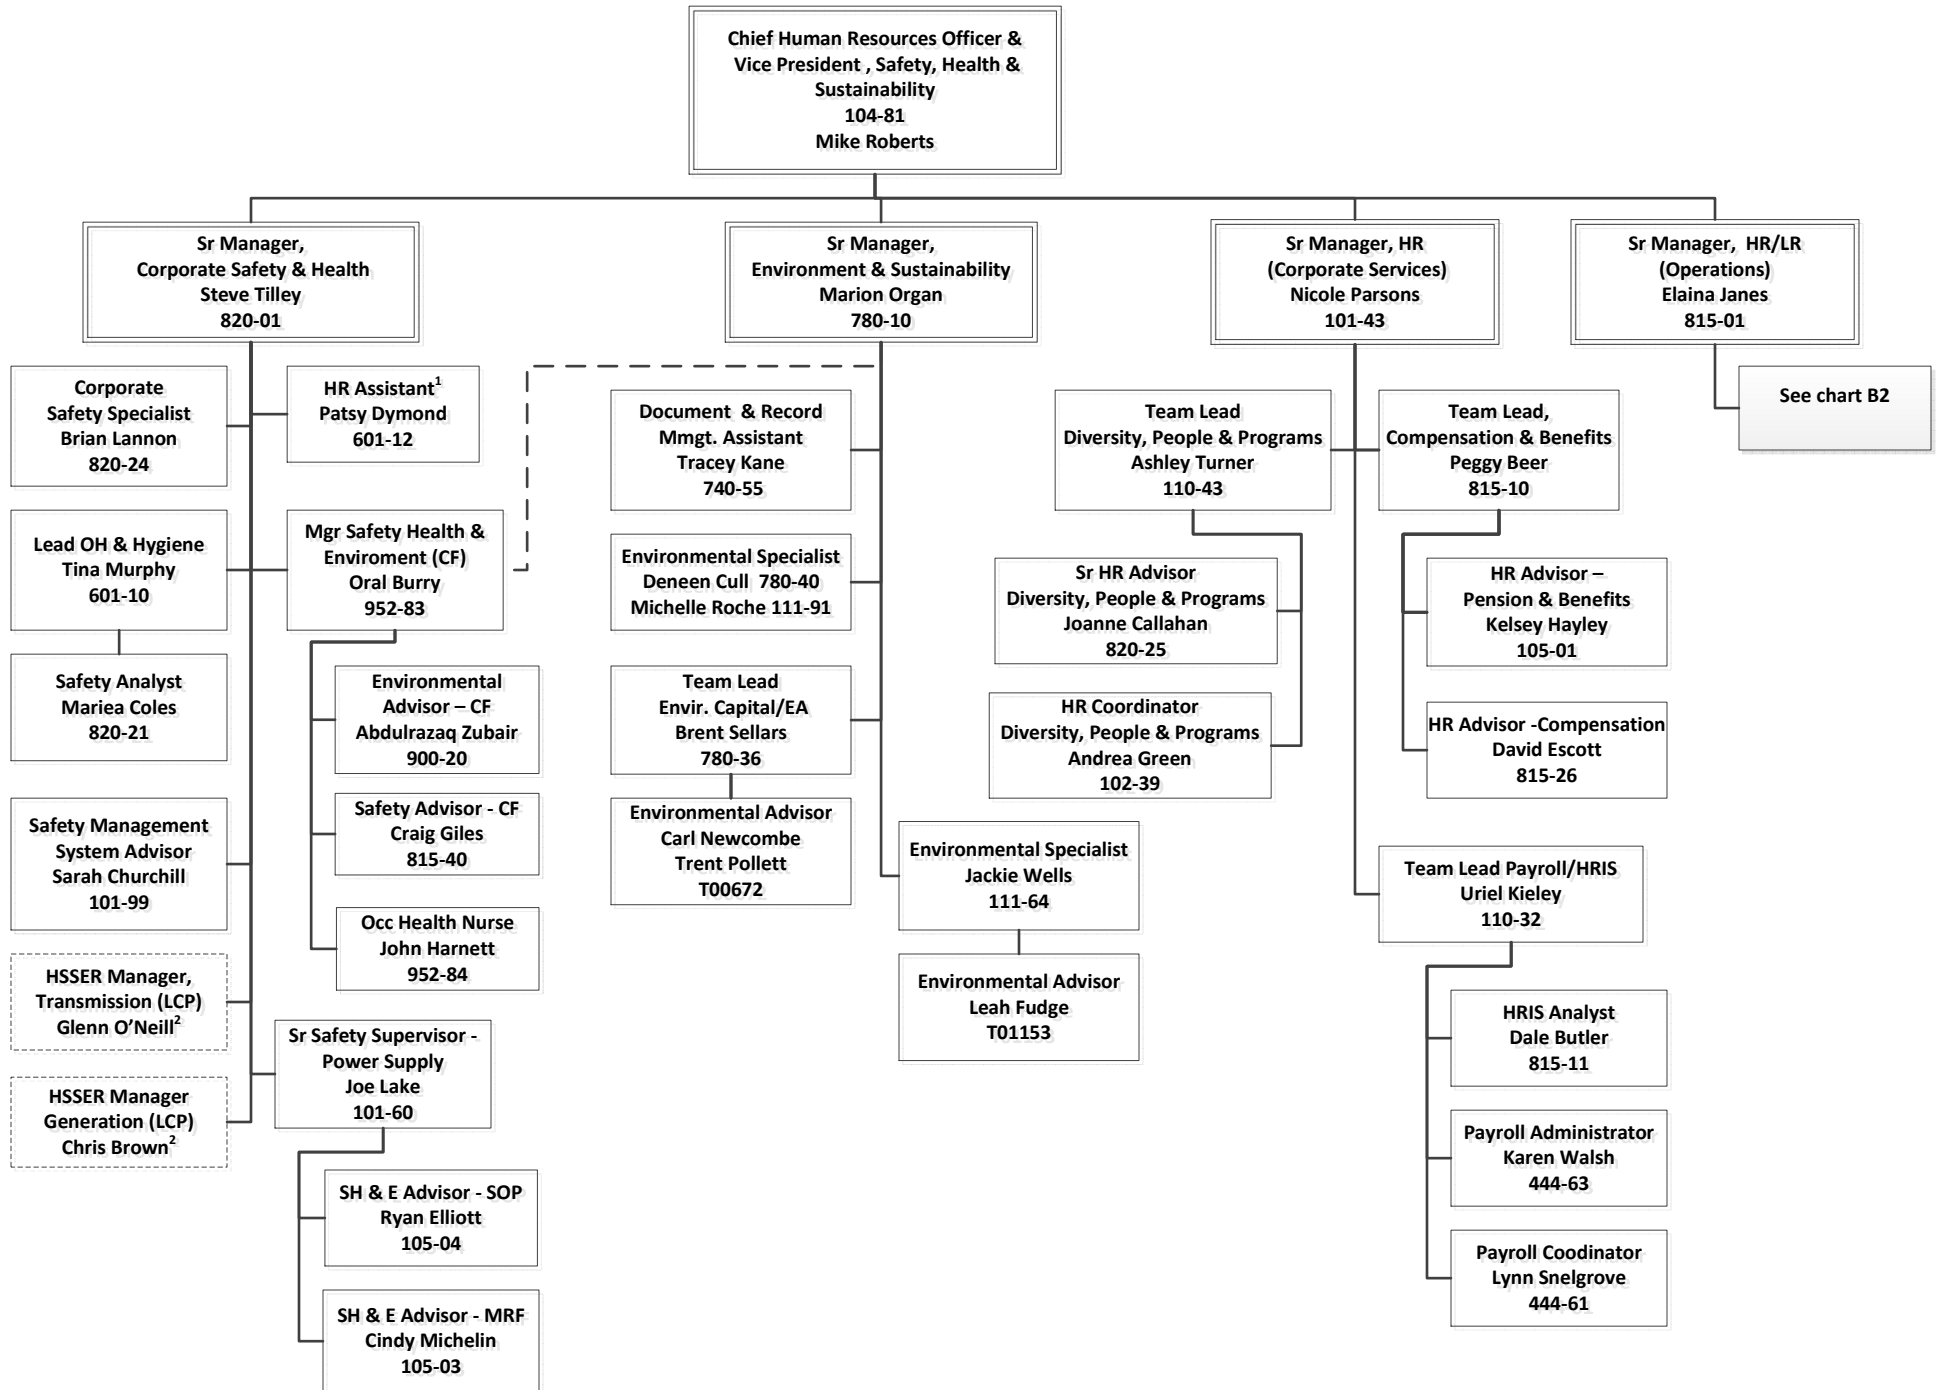 Chief Human Resources Officer &
Vice President , Safety, Health &
Sustainability
104-81
Mike Roberts
Sr Manager,
Corporate Safety & Health
Steve Tilley
820-01
Sr Manager,
Environment & Sustainability
Marion Organ
780-10
Sr Manager, HR
(Corporate Services)
Nicole Parsons
101-43
Sr Manager, HR/LR
(Operations)
Elaina Janes
815-01
Corporate
Safety Specialist
Brian Lannon
820-24
HR Assistant1
Patsy Dymond
601-12
Lead OH & Hygiene
Tina Murphy
601-10
Mgr Safety Health &
Enviroment (CF)
Oral Burry
952-83
Safety Analyst
Mariea Coles
820-21
Environmental
Advisor – CF
Abdulrazaq Zubair
900-20
Safety Management
System Advisor
Sarah Churchill
101-99
Safety Advisor - CF
Craig Giles
815-40
Occ Health Nurse
John Harnett
952-84
HSSER Manager,
Transmission (LCP)
Glenn O’Neill2
HSSER Manager
Generation (LCP)
Chris Brown2
Sr Safety Supervisor -
Power Supply
Joe Lake
101-60
SH & E Advisor - SOP
Ryan Elliott
105-04
SH & E Advisor - MRF
Cindy Michelin
105-03
Document & Record
Mmgt. Assistant
Tracey Kane
740-55
Environmental Specialist
Deneen Cull 780-40
Michelle Roche 111-91
Team Lead
Envir. Capital/EA
Brent Sellars
780-36
Environmental Advisor
Carl Newcombe
Trent Pollett
T00672
Environmental Specialist
Jackie Wells
111-64
Environmental Advisor
Leah Fudge
T01153
Team Lead
Diversity, People & Programs
Ashley Turner
110-43
Sr HR Advisor
Diversity, People & Programs
Joanne Callahan
820-25
HR Coordinator
Diversity, People & Programs
Andrea Green
102-39
Team Lead,
Compensation & Benefits
Peggy Beer
815-10
HR Advisor –
Pension & Benefits
Kelsey Hayley
105-01
HR Advisor -Compensation
David Escott
815-26
Team Lead Payroll/HRIS
Uriel Kieley
110-32
HRIS Analyst
Dale Butler
815-11
Payroll Administrator
Karen Walsh
444-63
Payroll Coodinator
Lynn Snelgrove
444-61
See chart B2